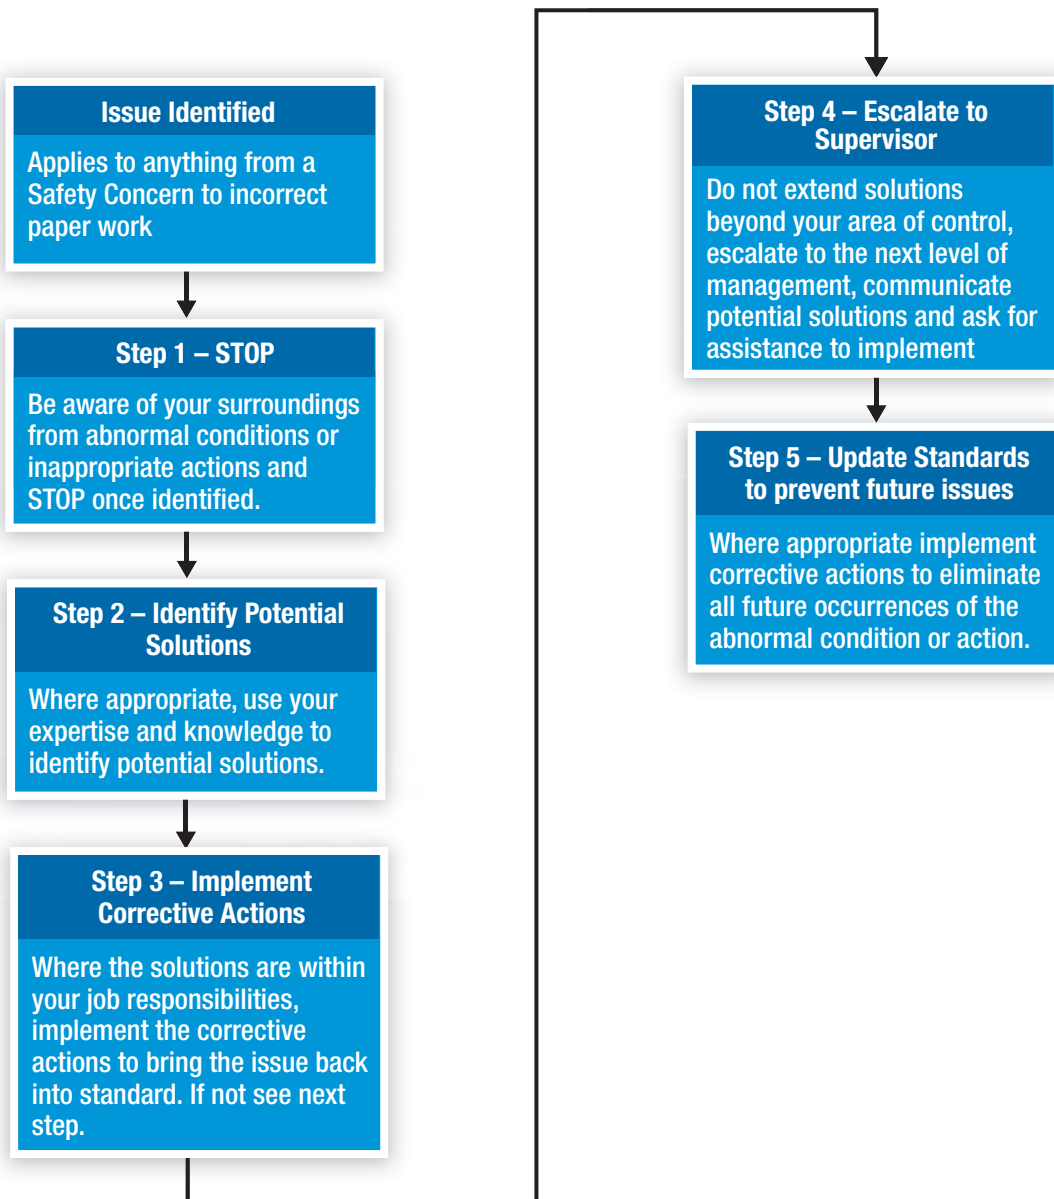 Issue Identified
Applies to anything from a
Safety Concern to incorrect
paper work
Step 1 – STOP
Be aware of your surroundings
from abnormal conditions or
inappropriate actions and
STOP once identified.
Step 2 – Identify Potential
Solutions
Where appropriate, use your
expertise and knowledge to
identify potential solutions.
Step 3 – Implement
Corrective Actions
Where the solutions are within
your job responsibilities,
implement the corrective
actions to bring the issue back
into standard. If not see next
step.
Step 4 – Escalate to
Supervisor
Do not extend solutions
beyond your area of control,
escalate to the next level of
management, communicate
potential solutions and ask for
assistance to implement
Step 5 – Update Standards
to prevent future issues
Where appropriate implement
corrective actions to eliminate
all future occurrences of the
abnormal condition or action.